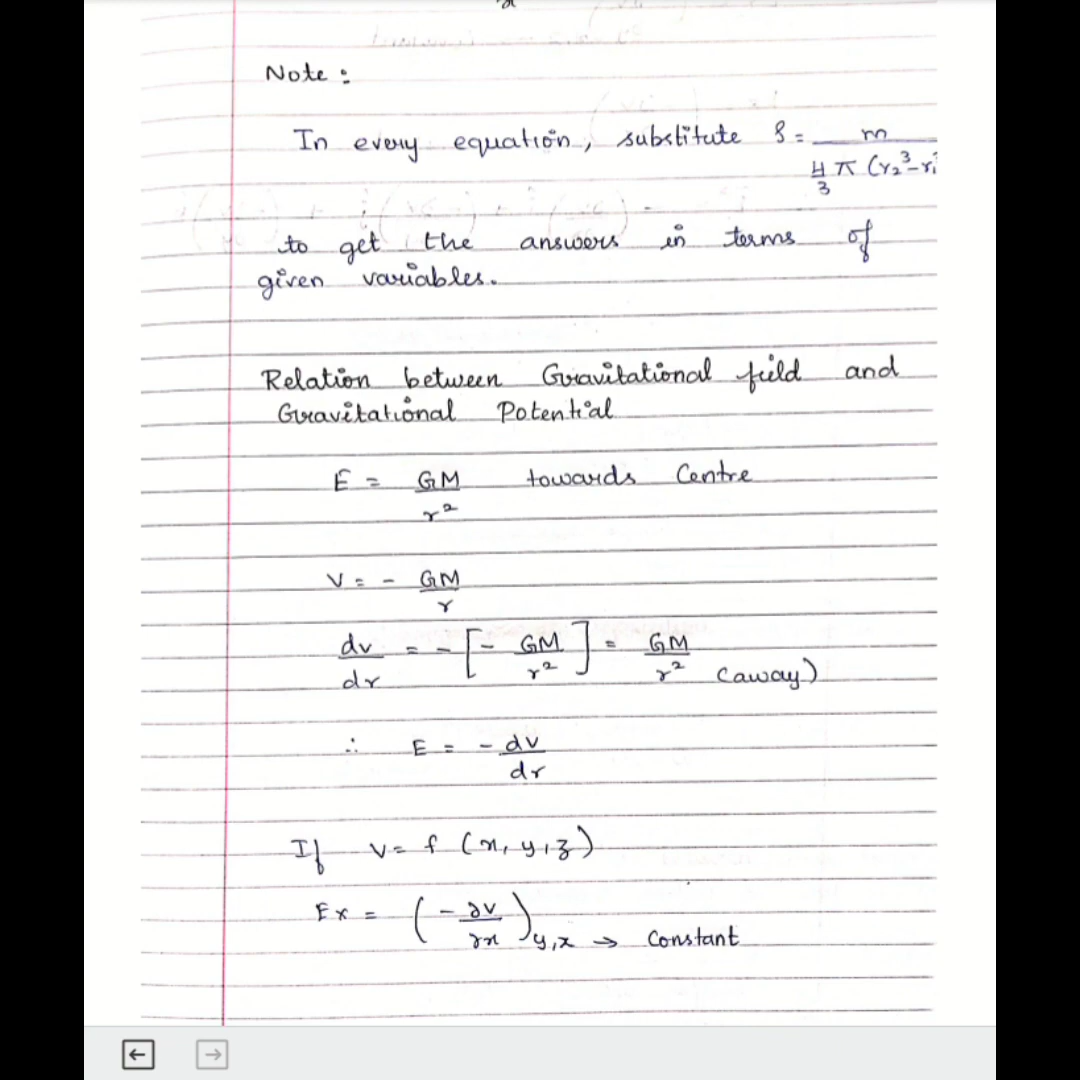 Note :
In every equation, substitute ρ = m / 4/3 π (r₂³-r₁
to get the answers in terms of
given variables.
Relation between Gravitational field and
Gravitational Potential
E = GM/r² towards Centre
V = - GM/r
dv/dr = - [- GM/r²] = GM/r² (away)
∴ E = - dv/dr
If V = f (x, y, z)
Ex = (- ∂v/∂x)y,z → Constant